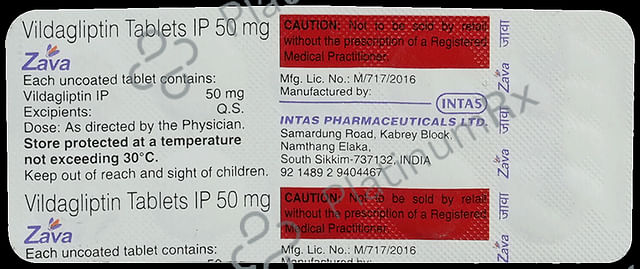 Vildagliptin Tablets IP 50 mg
Zava
Each uncoated tablet contains:
Vildagliptin IP 50 mg
Excipients: Q.S.
Dose: As directed by the Physician.
Store protected at a temperature
not exceeding 30°C.
Keep out of reach and sight of children.
Vildagliptin Tablets IP 50 mg
Zava
Each uncoated tablet contains:
CAUTION: Not to be sold by retail
without the prescription of a Registered
Medical Practitioner.
Mfg. Lic. No.: M/717/2016
Manufactured by:
INTAS
INTAS PHARMACEUTICALS LTD.
Samardung Road, Kabrey Block,
Namthang Elaka,
South Sikkim-737132, INDIA
92 1489 2 9404467
CAUTION: Not to be sold by retail
without the prescription of a Registered
Medical Practitioner.
Mfg. Lic. No.: M/717/2016
Manufactured by:
Zava जावा
Zava जावा
Zava जावा
Zava
PlatinumRx